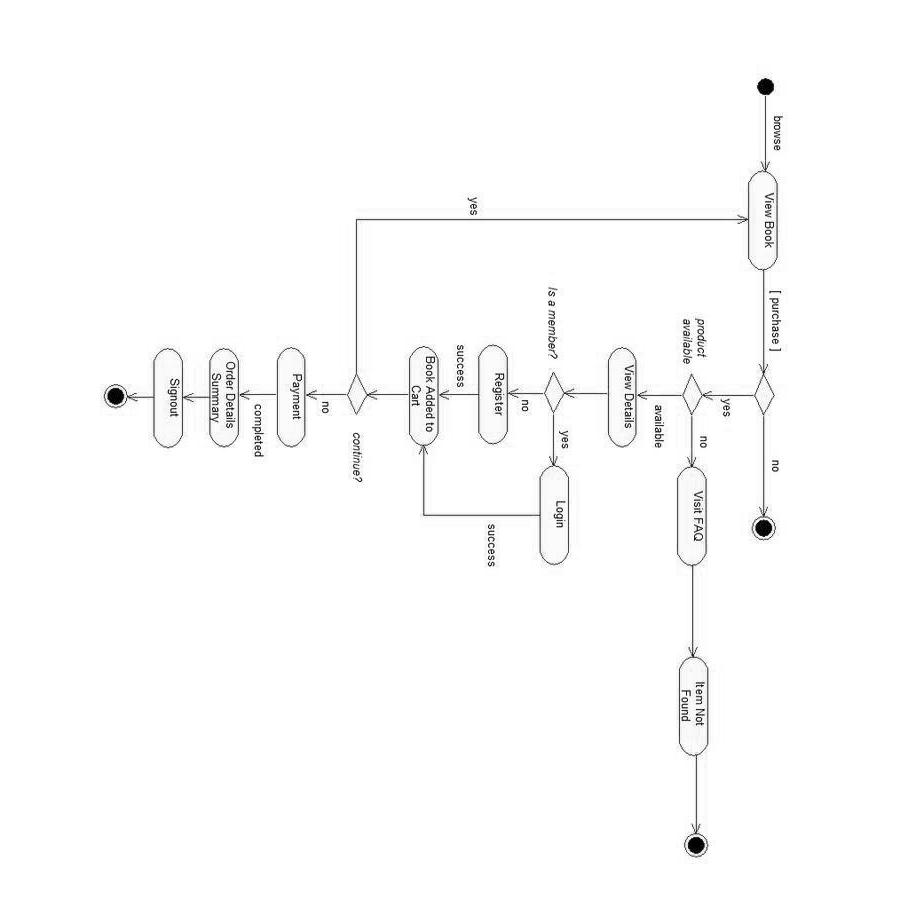 browse
View Book
[ purchase ]
no
yes
product
available
no
Visit FAQ
Item Not
Found
available
View Details
Is a member?
yes
Login
success
no
Register
success
Book Added to
Cart
continue?
yes
no
Payment
completed
Order Details
Summary
Signout